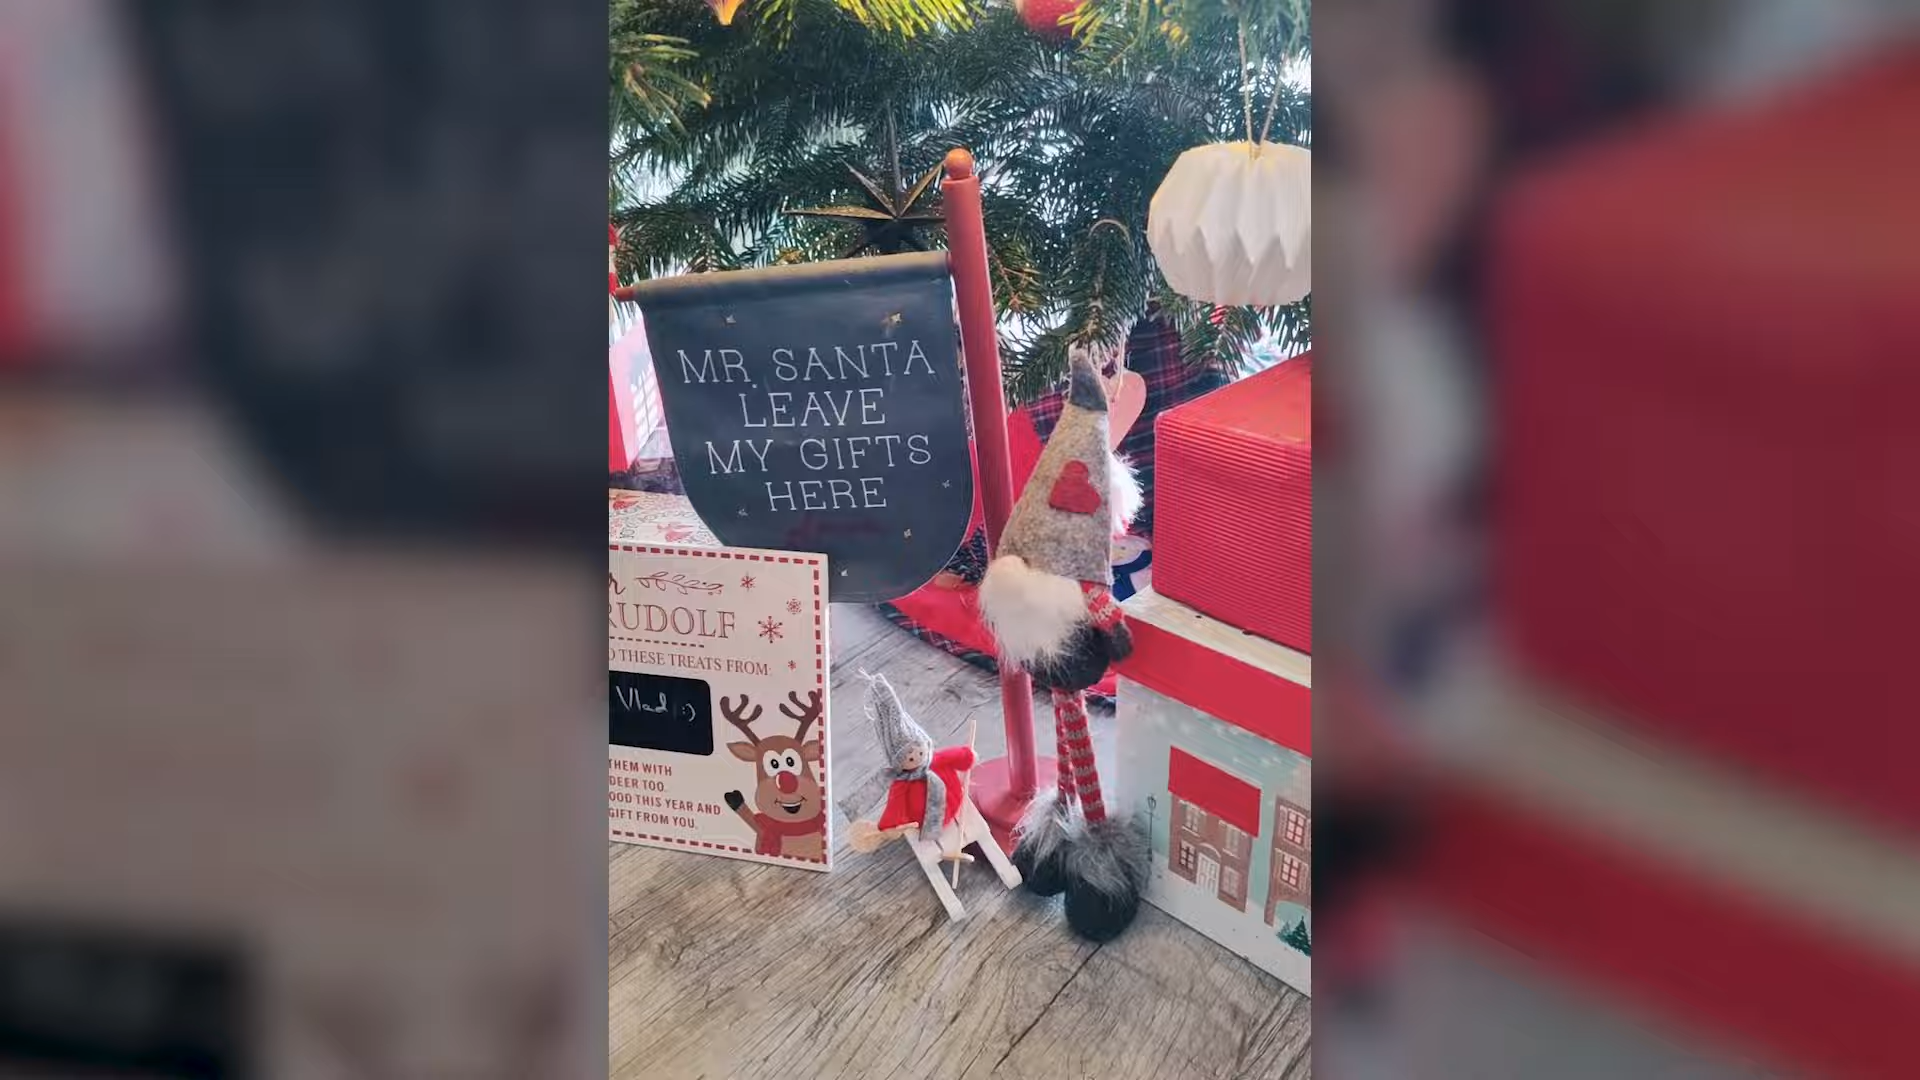 MR. SANTA
LEAVE
MY GIFTS
HERE
RUDOLF
THESE TREATS FROM:
Vlad :)
THEM WITH
DEER TOO.
OOD THIS YEAR AND
GIFT FROM YOU.